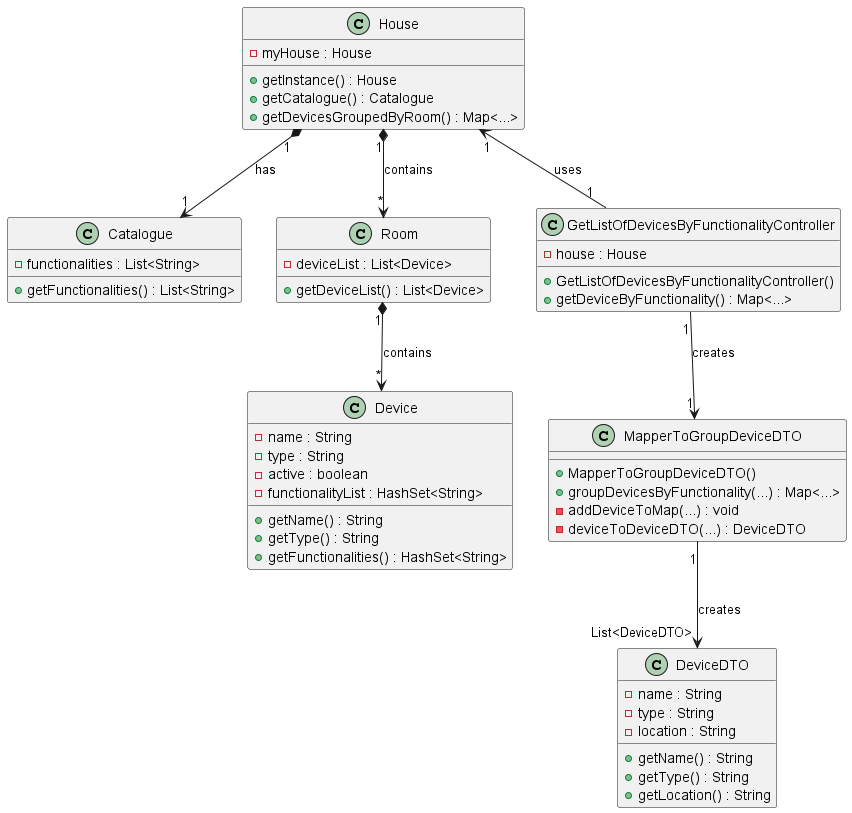 C House
myHouse : House
getInstance() : House
getCatalogue() : Catalogue
getDevicesGroupedByRoom() : Map<...>
1
1
1
has
contains
uses
1
*
1
C Catalogue
functionalities : List<String>
getFunctionalities() : List<String>
C Room
deviceList : List<Device>
getDeviceList() : List<Device>
C GetListOfDevicesByFunctionalityController
house : House
GetListOfDevicesByFunctionalityController()
getDeviceByFunctionality() : Map<...>
1
contains
*
1
creates
1
C Device
name : String
type : String
active : boolean
functionalityList : HashSet<String>
getName() : String
getType() : String
getFunctionalities() : HashSet<String>
C MapperToGroupDeviceDTO
MapperToGroupDeviceDTO()
groupDevicesByFunctionality(...) : Map<...>
addDeviceToMap(...) : void
deviceToDeviceDTO(...) : DeviceDTO
1
creates
List<DeviceDTO>
C DeviceDTO
name : String
type : String
location : String
getName() : String
getType() : String
getLocation() : String